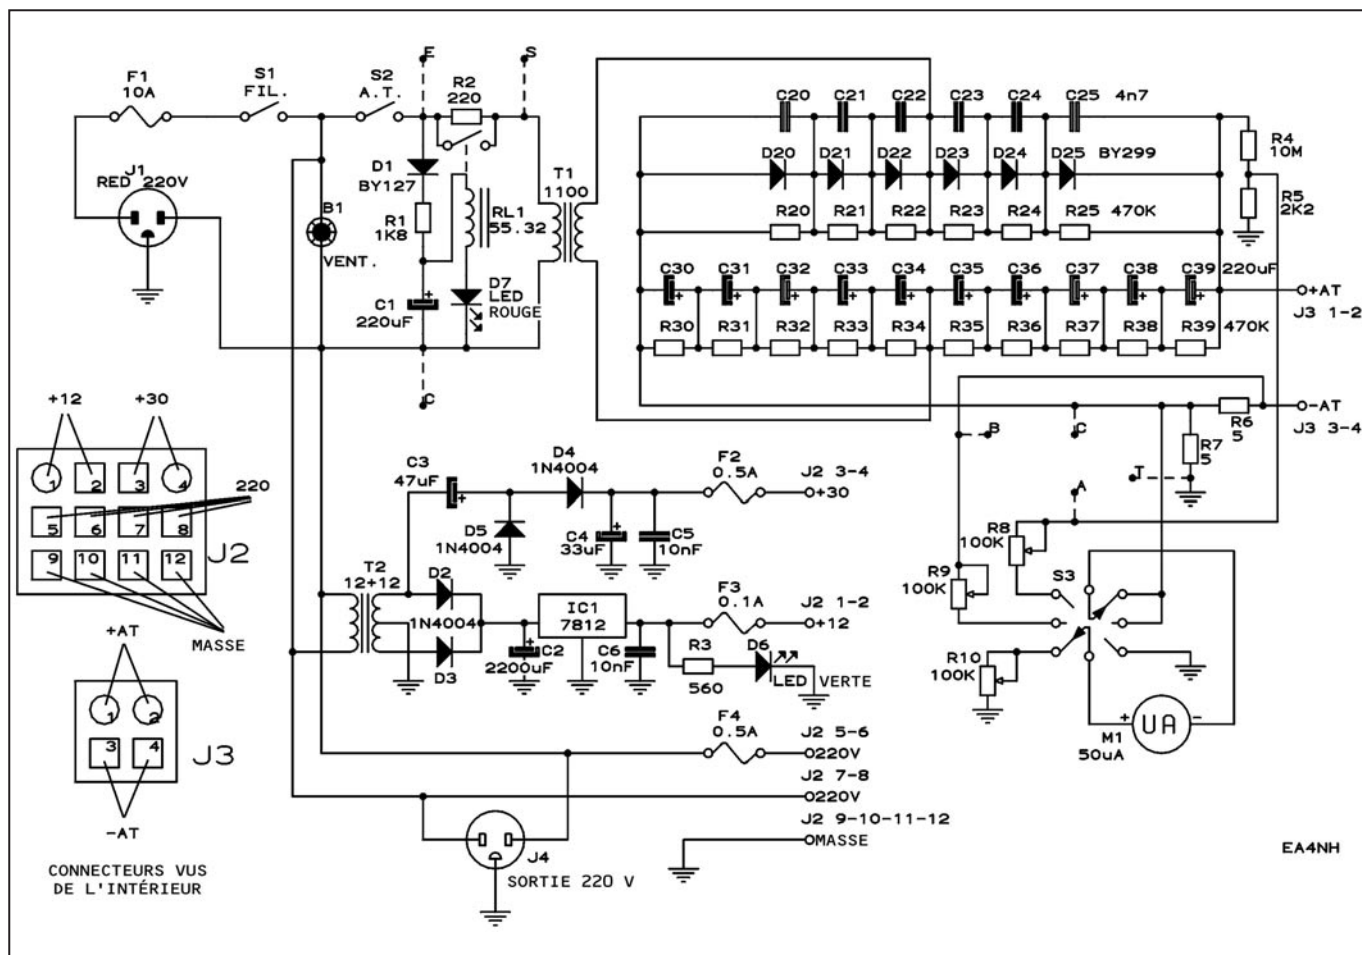 E
S
F1
10A
S1
FIL.
S2
A.T.
R2
220
C20 C21 C22 C23 C24 C25 4n7
R4
10M
J1
RED 220V
D1
BY127
D20 D21 D22 D23 D24 D25 BY299
T1
1100
R5
2K2
B1
VENT.
R1
1K8
RL1
55.32
R20 R21 R22 R23 R24 R25 470K
C30 C31 C32 C33 C34 C35 C36 C37 C38 C39 220uF
+ + + + + + + + + +
+AT
J3 1-2
+
C1
220uF
D7
LED
ROUGE
R30 R31 R32 R33 R34 R35 R36 R37 R38 R39 470K
C
-AT
J3 3-4
R6
5
R7
5
B
C
T
A
+12 +30
1 2 3 4
220
5 6 7 8
9 10 11 12
J2
MASSE
+AT
1 2
3 4
J3
-AT
CONNECTEURS VUS
DE L'INTÉRIEUR
C3
47uF
+
D4
1N4004
F2
0.5A
J2 3-4
+30
D5
1N4004
+
C4
33uF
C5
10nF
T2
12+12
D2
1N4004
D3
IC1
7812
F3
0.1A
J2 1-2
+12
+
C2
2200uF
C6
10nF
R3
560
D6
LED VERTE
F4
0.5A
J2 5-6
220V
J2 7-8
220V
J2 9-10-11-12
MASSE
J4
SORTIE 220 V
R8
100K
R9
100K
R10
100K
S3
+ UA -
M1
50uA
EA4NH